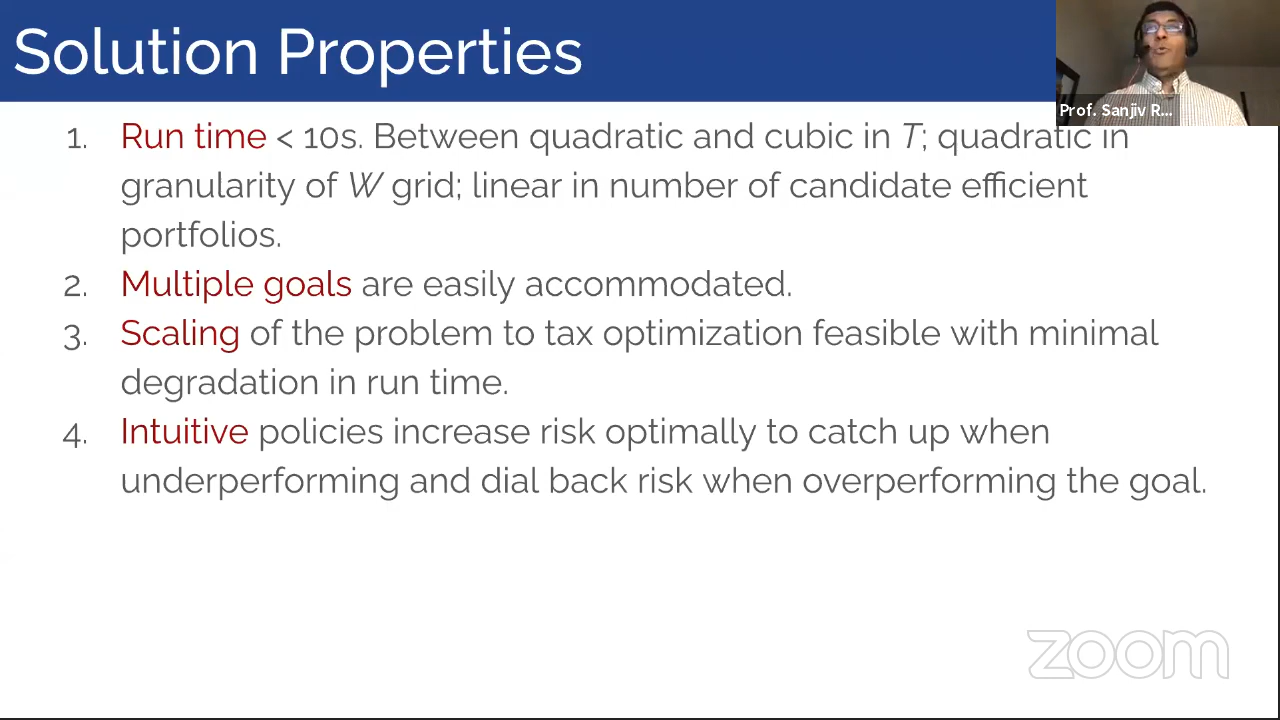 Solution Properties
Prof. Sanjiv R...
1. Run time < 10s. Between quadratic and cubic in T; quadratic in
granularity of W grid; linear in number of candidate efficient
portfolios.
2. Multiple goals are easily accommodated.
3. Scaling of the problem to tax optimization feasible with minimal
degradation in run time.
4. Intuitive policies increase risk optimally to catch up when
underperforming and dial back risk when overperforming the goal.
zoom